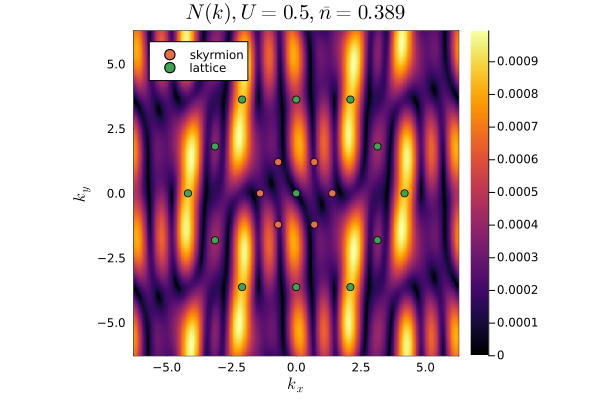 N(k), U = 0.5, n̄ = 0.389
skyrmion
lattice
5.0
2.5
0.0
−2.5
−5.0
k_y
−5.0 −2.5 0.0 2.5 5.0
k_x
0.0009
0.0008
0.0007
0.0006
0.0005
0.0004
0.0003
0.0002
0.0001
0